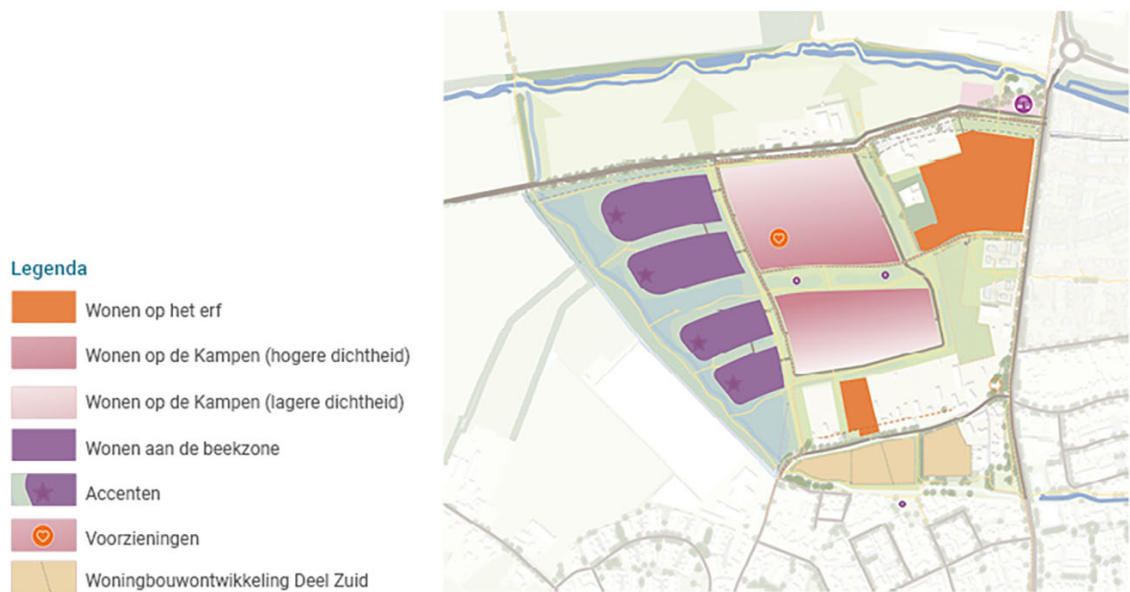 Legenda
Wonen op het erf
Wonen op de Kampen (hogere dichtheid)
Wonen op de Kampen (lagere dichtheid)
Wonen aan de beekzone
Accenten
Voorzieningen
Woningbouwontwikkeling Deel Zuid